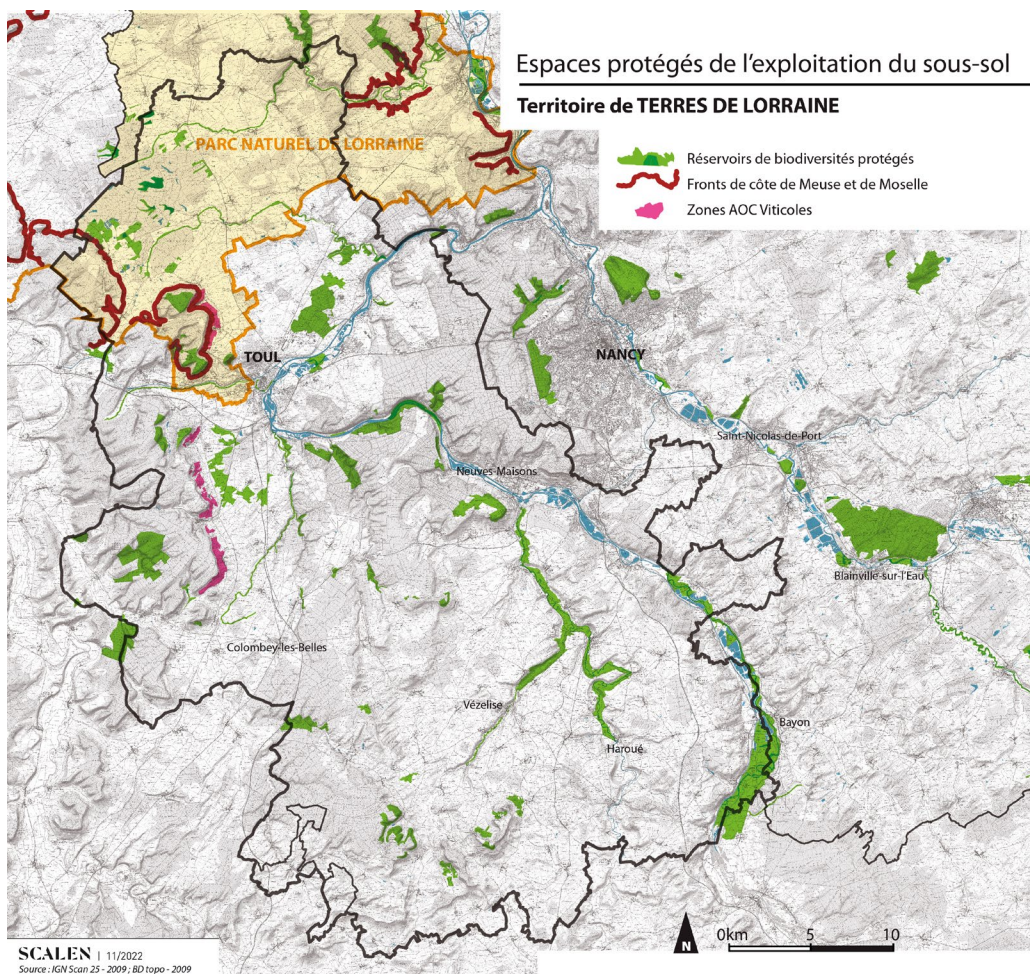 Espaces protégés de l'exploitation du sous-sol
Territoire de TERRES DE LORRAINE
Réservoirs de biodiversités protégés
Fronts de côte de Meuse et de Moselle
Zones AOC Viticoles
PARC NATUREL DE LORRAINE
TOUL
NANCY
Saint-Nicolas-de-Port
Neuves-Maisons
Blainville-sur-l'Eau
Colombey-les-Belles
Vézelise
Bayon
Haroué
N
0km 5 10
SCALEN | 11/2022
Source : IGN Scan 25 - 2009 ; BD topo - 2009